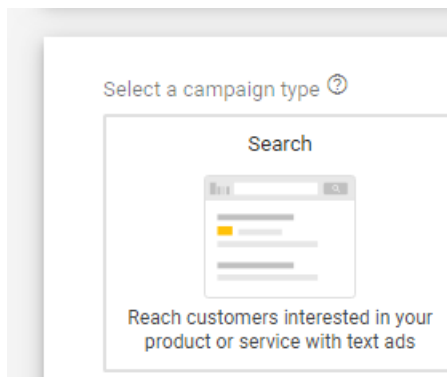 Select a campaign type
Search
Reach customers interested in your
product or service with text ads